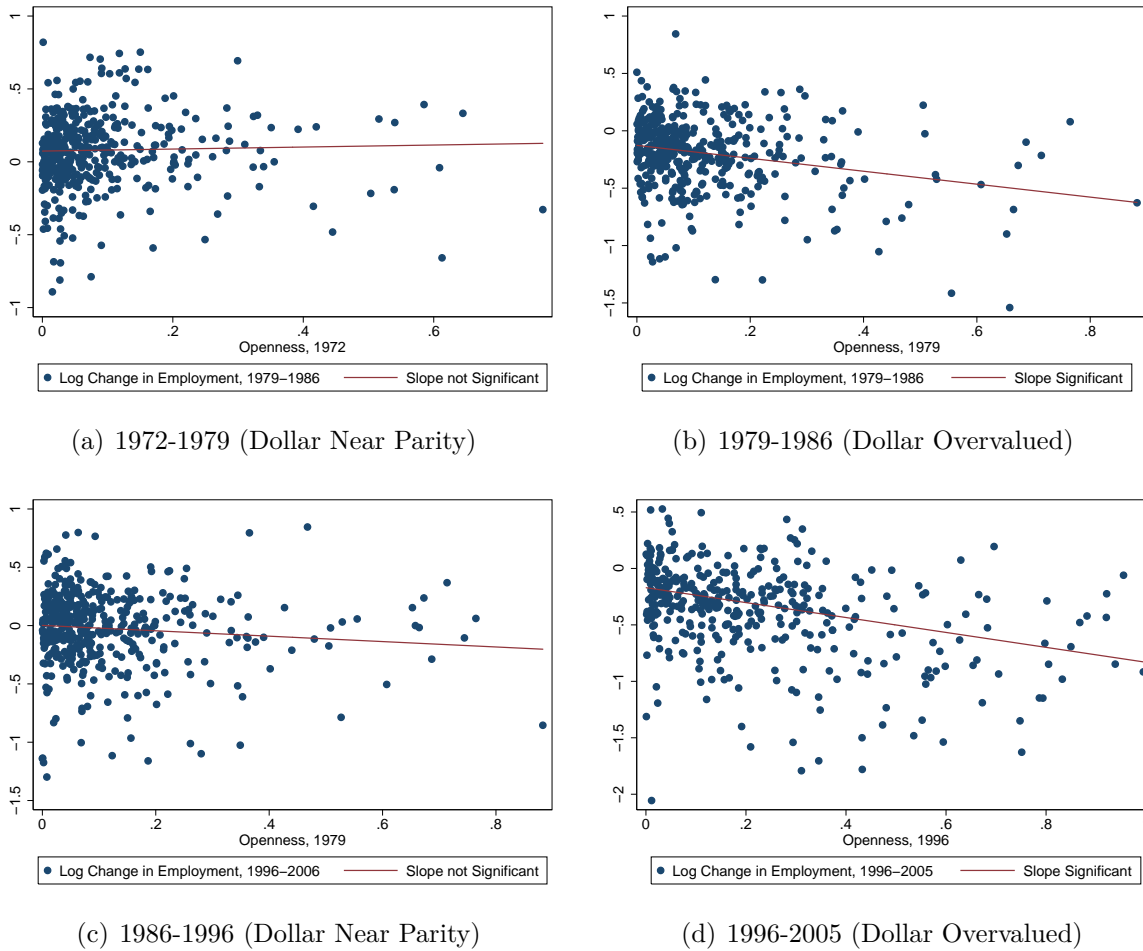 1
.5
0
−.5
−1
0
.2
.4
.6
Openness, 1972
Log Change in Employment, 1979−1986
Slope not Significant
(a) 1972-1979 (Dollar Near Parity)
.5
0
−.5
−1
−1.5
0
.2
.4
.6
.8
Openness, 1979
Log Change in Employment, 1979−1986
Slope Significant
(b) 1979-1986 (Dollar Overvalued)
1
.5
0
−.5
−1
−1.5
0
.2
.4
.6
.8
Openness, 1979
Log Change in Employment, 1996−2006
Slope not Significant
(c) 1986-1996 (Dollar Near Parity)
.5
0
−.5
−1
−1.5
−2
0
.2
.4
.6
.8
Openness, 1996
Log Change in Employment, 1996−2005
Slope Significant
(d) 1996-2005 (Dollar Overvalued)